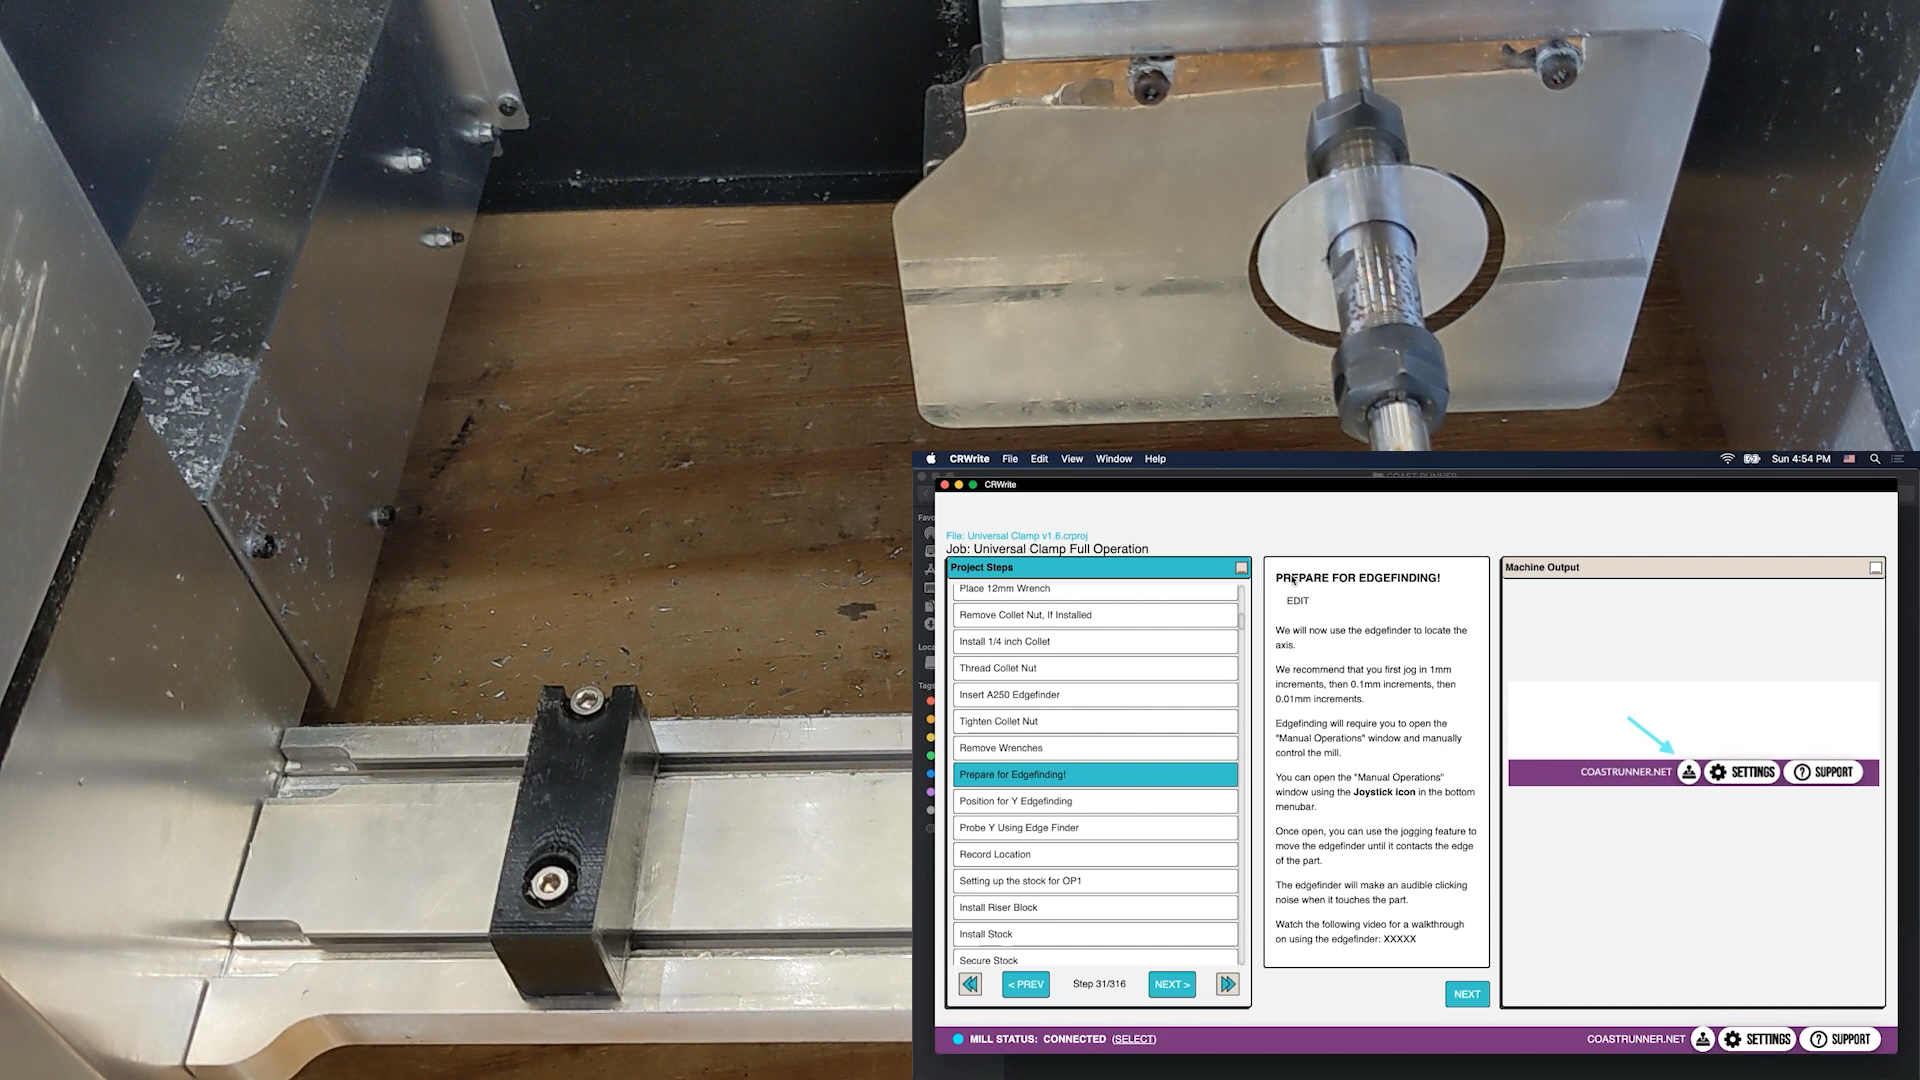 CRWrite File Edit View Window Help
Sun 4:54 PM
COAST RUNNER
CRWrite
Favo
Loca
Tags
File: Universal Clamp v1.6.crproj
Job: Universal Clamp Full Operation
Project Steps
Place 12mm Wrench
Remove Collet Nut, If Installed
Install 1/4 inch Collet
Thread Collet Nut
Insert A250 Edgefinder
Tighten Collet Nut
Remove Wrenches
Prepare for Edgefinding!
Position for Y Edgefinding
Probe Y Using Edge Finder
Record Location
Setting up the stock for OP1
Install Riser Block
Install Stock
Secure Stock
< PREV
Step 31/316
NEXT >
PREPARE FOR EDGEFINDING!
EDIT
We will now use the edgefinder to locate the
axis.
We recommend that you first jog in 1mm
increments, then 0.1mm increments, then
0.01mm increments.
Edgefinding will require you to open the
"Manual Operations" window and manually
control the mill.
You can open the "Manual Operations"
window using the Joystick icon in the bottom
menubar.
Once open, you can use the jogging feature to
move the edgefinder until it contacts the edge
of the part.
The edgefinder will make an audible clicking
noise when it touches the part.
Watch the following video for a walkthrough
on using the edgefinder: XXXXX
NEXT
Machine Output
COASTRUNNER.NET
SETTINGS
? SUPPORT
MILL STATUS: CONNECTED (SELECT)
COASTRUNNER.NET
SETTINGS
? SUPPORT